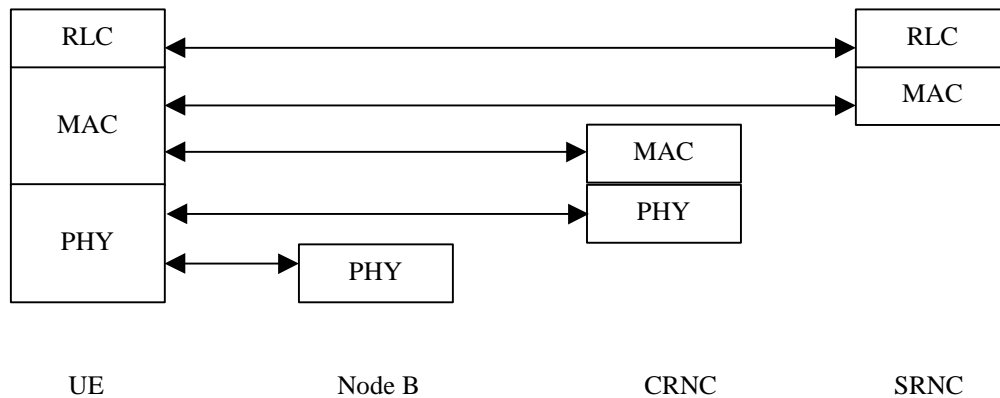 RLC
RLC
MAC
MAC
MAC
PHY
PHY
PHY
UE
Node B
CRNC
SRNC